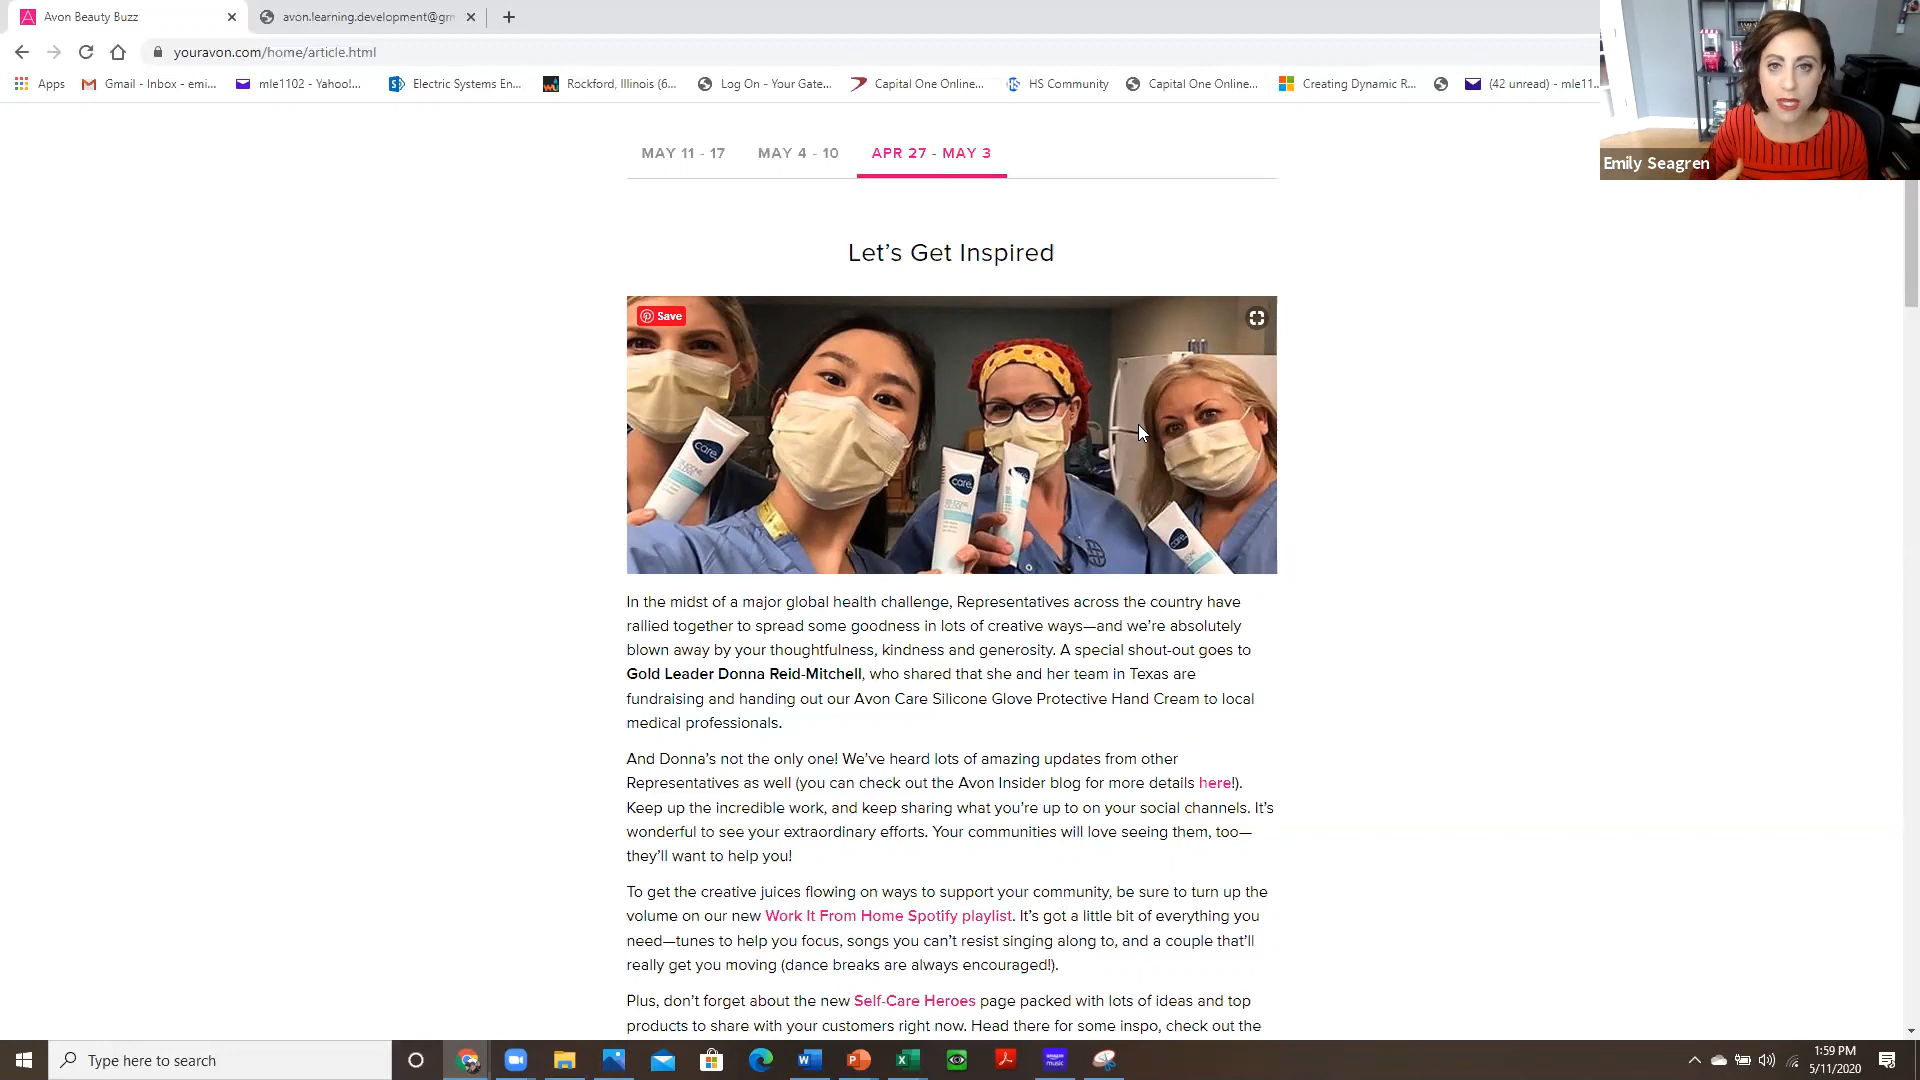 Avon Beauty Buzz
avon.learning.development@gm
youravon.com/home/article.html
Apps
Gmail - Inbox - emi...
mle1102 - Yahoo!...
Electric Systems En...
Rockford, Illinois (6...
Log On - Your Gate...
Capital One Online...
HS Community
Capital One Online...
Creating Dynamic R...
(42 unread) - mle11...
Emily Seagren
MAY 11 - 17
MAY 4 - 10
APR 27 - MAY 3
Let’s Get Inspired
Save
care.
care.
care.
In the midst of a major global health challenge, Representatives across the country have
rallied together to spread some goodness in lots of creative ways—and we’re absolutely
blown away by your thoughtfulness, kindness and generosity. A special shout-out goes to
Gold Leader Donna Reid-Mitchell, who shared that she and her team in Texas are
fundraising and handing out our Avon Care Silicone Glove Protective Hand Cream to local
medical professionals.
And Donna’s not the only one! We’ve heard lots of amazing updates from other
Representatives as well (you can check out the Avon Insider blog for more details here!).
Keep up the incredible work, and keep sharing what you’re up to on your social channels. It’s
wonderful to see your extraordinary efforts. Your communities will love seeing them, too—
they’ll want to help you!
To get the creative juices flowing on ways to support your community, be sure to turn up the
volume on our new Work It From Home Spotify playlist. It’s got a little bit of everything you
need—tunes to help you focus, songs you can’t resist singing along to, and a couple that’ll
really get you moving (dance breaks are always encouraged!).
Plus, don’t forget about the new Self-Care Heroes page packed with lots of ideas and top
products to share with your customers right now. Head there for some inspo, check out the
Type here to search
1:59 PM
5/11/2020